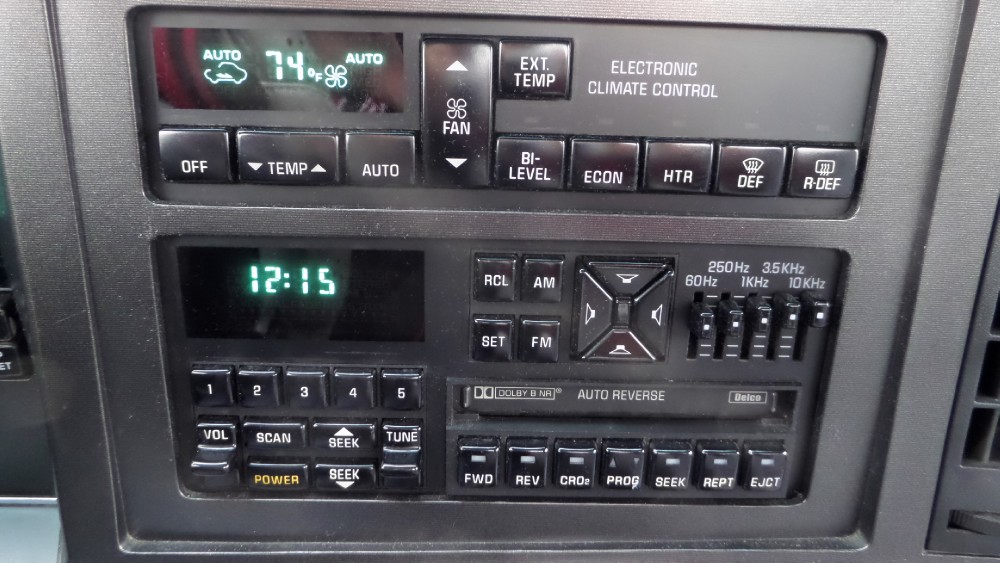 AUTO 74°F AUTO
EXT.
TEMP
ELECTRONIC
CLIMATE CONTROL
FAN
OFF
TEMP
AUTO
BI-
LEVEL
ECON
HTR
DEF
R-DEF
12:15
RCL
AM
SET
FM
250Hz 3.5KHz
60Hz 1KHz 10KHz
1
2
3
4
5
DOLBY B NR® AUTO REVERSE Delco
VOL
SCAN
SEEK
TUNE
POWER
SEEK
FWD
REV
CRO2
PROG
SEEK
REPT
EJCT